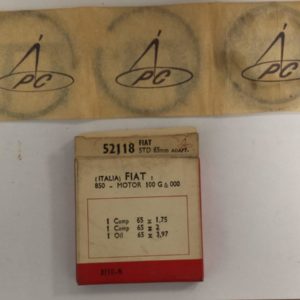 PC
PC
PC
52118 FIAT
STD 65mm ADAPT.
(ITALIA) FIAT :
850 - MOTOR 100 G 000
1 Comp 65 x 1,75
1 Comp 65 x 2
1 Oil 65 x 3,97